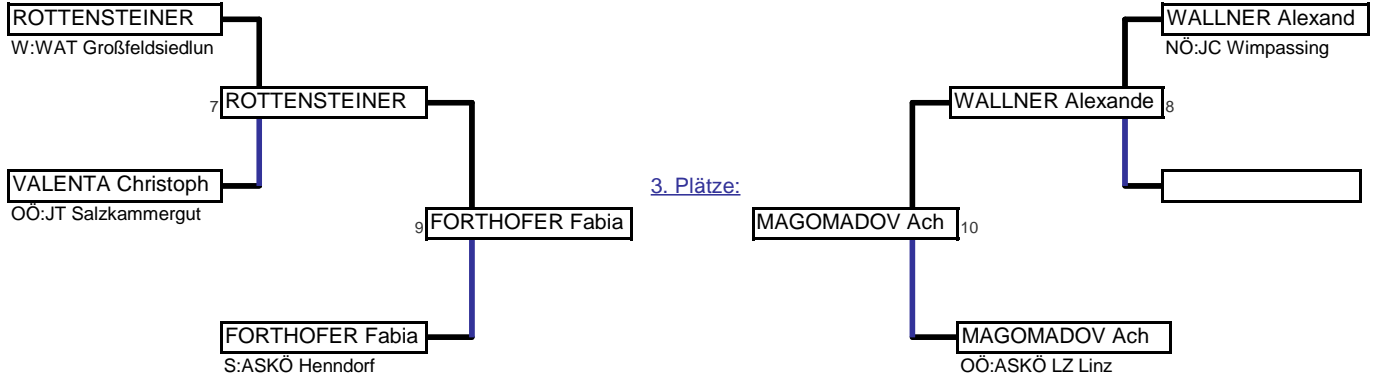 ROTTENSTEINER
W:WAT Großfeldsiedlun
7 ROTTENSTEINER
VALENTA Christoph
OÖ:JT Salzkammergut
9 FORTHOFER Fabia
FORTHOFER Fabia
S:ASKÖ Henndorf
3. Plätze:
WALLNER Alexand
NÖ:JC Wimpassing
WALLNER Alexande 8
MAGOMADOV Ach 10
MAGOMADOV Ach
OÖ:ASKÖ LZ Linz